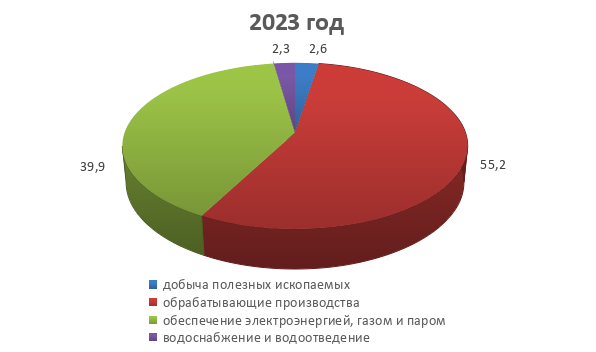 2023 год
2,3
2,6
39,9
55,2
добыча полезных ископаемых
обрабатывающие производства
обеспечение электроэнергией, газом и паром
водоснабжение и водоотведение